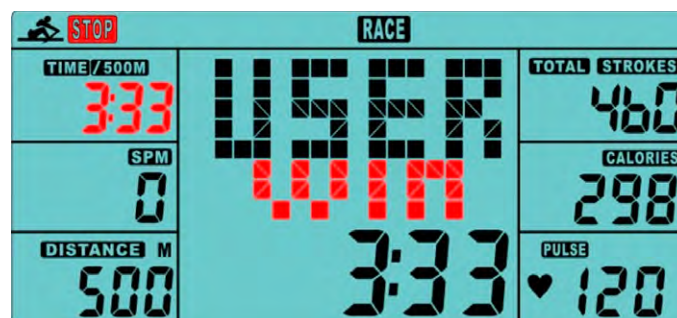 STOP RACE
TIME/500M
3:33
SPM
0
DISTANCE M
500
USER
WIN
3:33
TOTAL STROKES
460
CALORIES
298
PULSE
120